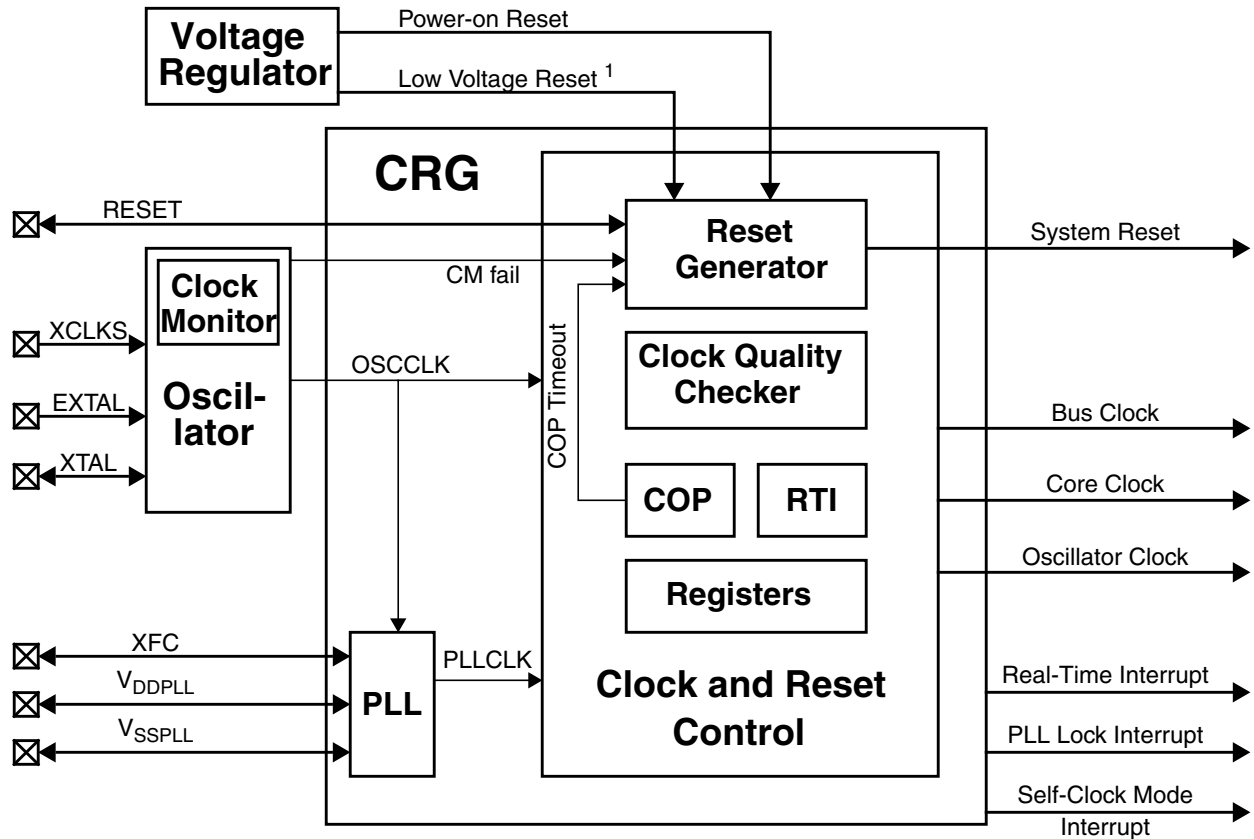 Voltage
Regulator
Power-on Reset
Low Voltage Reset 1
CRG
RESET
Reset
Generator
System Reset
CM fail
Clock
Monitor
XCLKS
OSCCLK
COP Timeout
Clock Quality
Checker
EXTAL
Oscil-
lator
Bus Clock
XTAL
COP
RTI
Core Clock
Oscillator Clock
Registers
XFC
PLLCLK
VDDPLL
PLL
VSSPLL
Clock and Reset
Control
Real-Time Interrupt
PLL Lock Interrupt
Self-Clock Mode
Interrupt